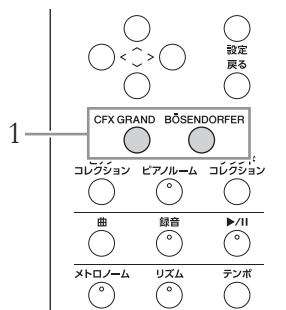 設定
戻る
1
CFX GRAND BÖSENDORFER
コレクション ピアノルーム コレクション
曲 録音 ▶/II
メトロノーム リズム テンポ